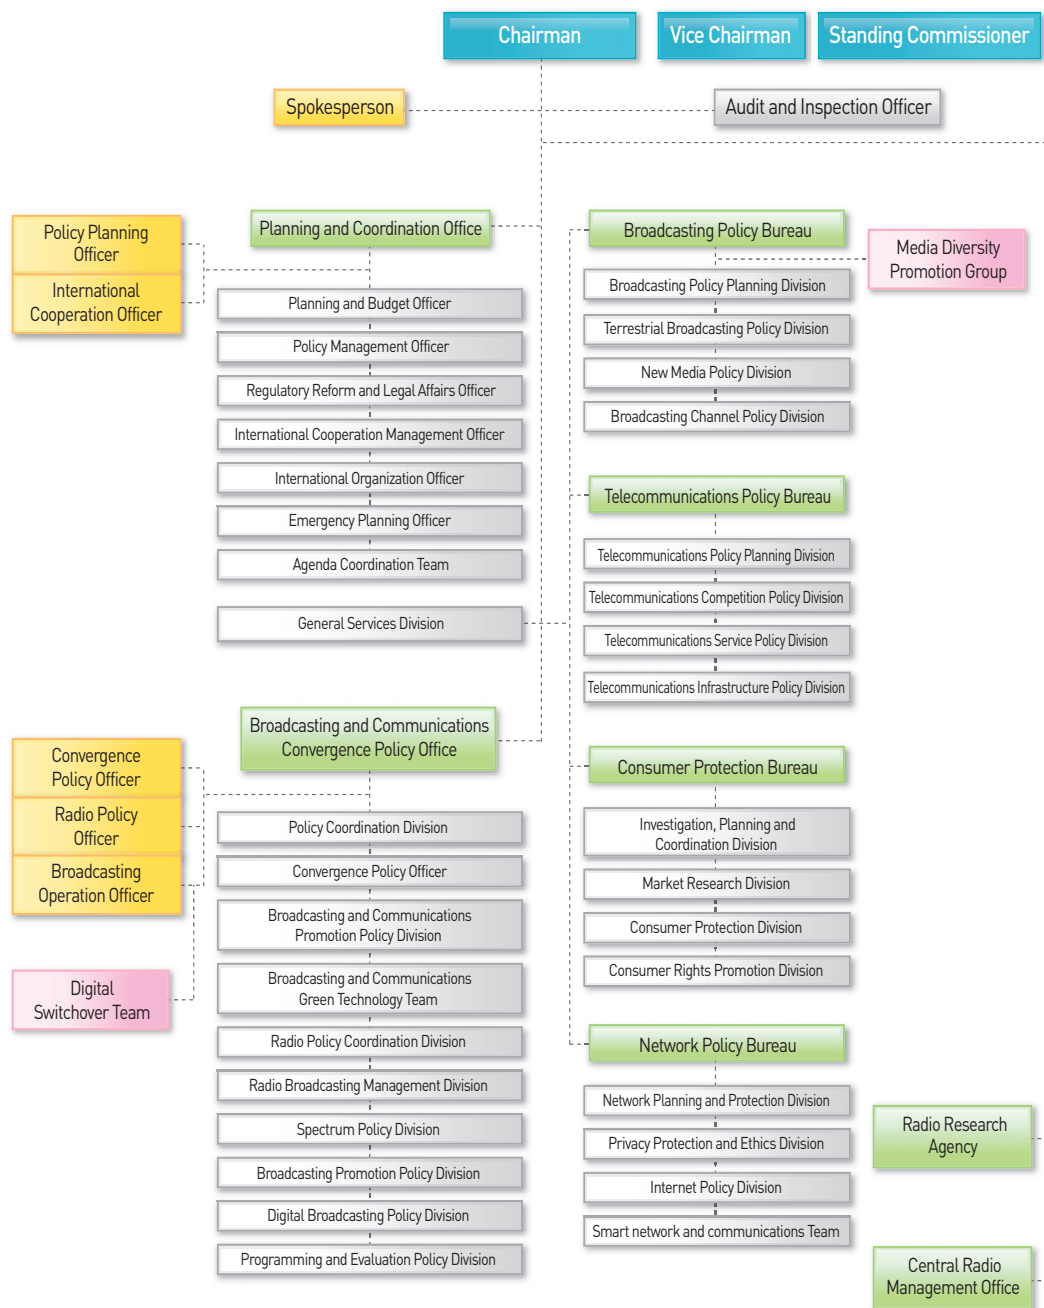 Chairman
Vice Chairman
Standing Commissioner
Spokesperson
Audit and Inspection Officer
Policy Planning
Officer
International
Cooperation Officer
Planning and Coordination Office
Planning and Budget Officer
Policy Management Officer
Regulatory Reform and Legal Affairs Officer
International Cooperation Management Officer
International Organization Officer
Emergency Planning Officer
Agenda Coordination Team
General Services Division
Broadcasting Policy Bureau
Media Diversity
Promotion Group
Broadcasting Policy Planning Division
Terrestrial Broadcasting Policy Division
New Media Policy Division
Broadcasting Channel Policy Division
Telecommunications Policy Bureau
Telecommunications Policy Planning Division
Telecommunications Competition Policy Division
Telecommunications Service Policy Division
Telecommunications Infrastructure Policy Division
Broadcasting and Communications
Convergence Policy Office
Convergence
Policy Officer
Radio Policy
Officer
Broadcasting
Operation Officer
Digital
Switchover Team
Policy Coordination Division
Convergence Policy Officer
Broadcasting and Communications
Promotion Policy Division
Broadcasting and Communications
Green Technology Team
Radio Policy Coordination Division
Radio Broadcasting Management Division
Spectrum Policy Division
Broadcasting Promotion Policy Division
Digital Broadcasting Policy Division
Programming and Evaluation Policy Division
Consumer Protection Bureau
Investigation, Planning and
Coordination Division
Market Research Division
Consumer Protection Division
Consumer Rights Promotion Division
Network Policy Bureau
Network Planning and Protection Division
Privacy Protection and Ethics Division
Internet Policy Division
Smart network and communications Team
Radio Research
Agency
Central Radio
Management Office